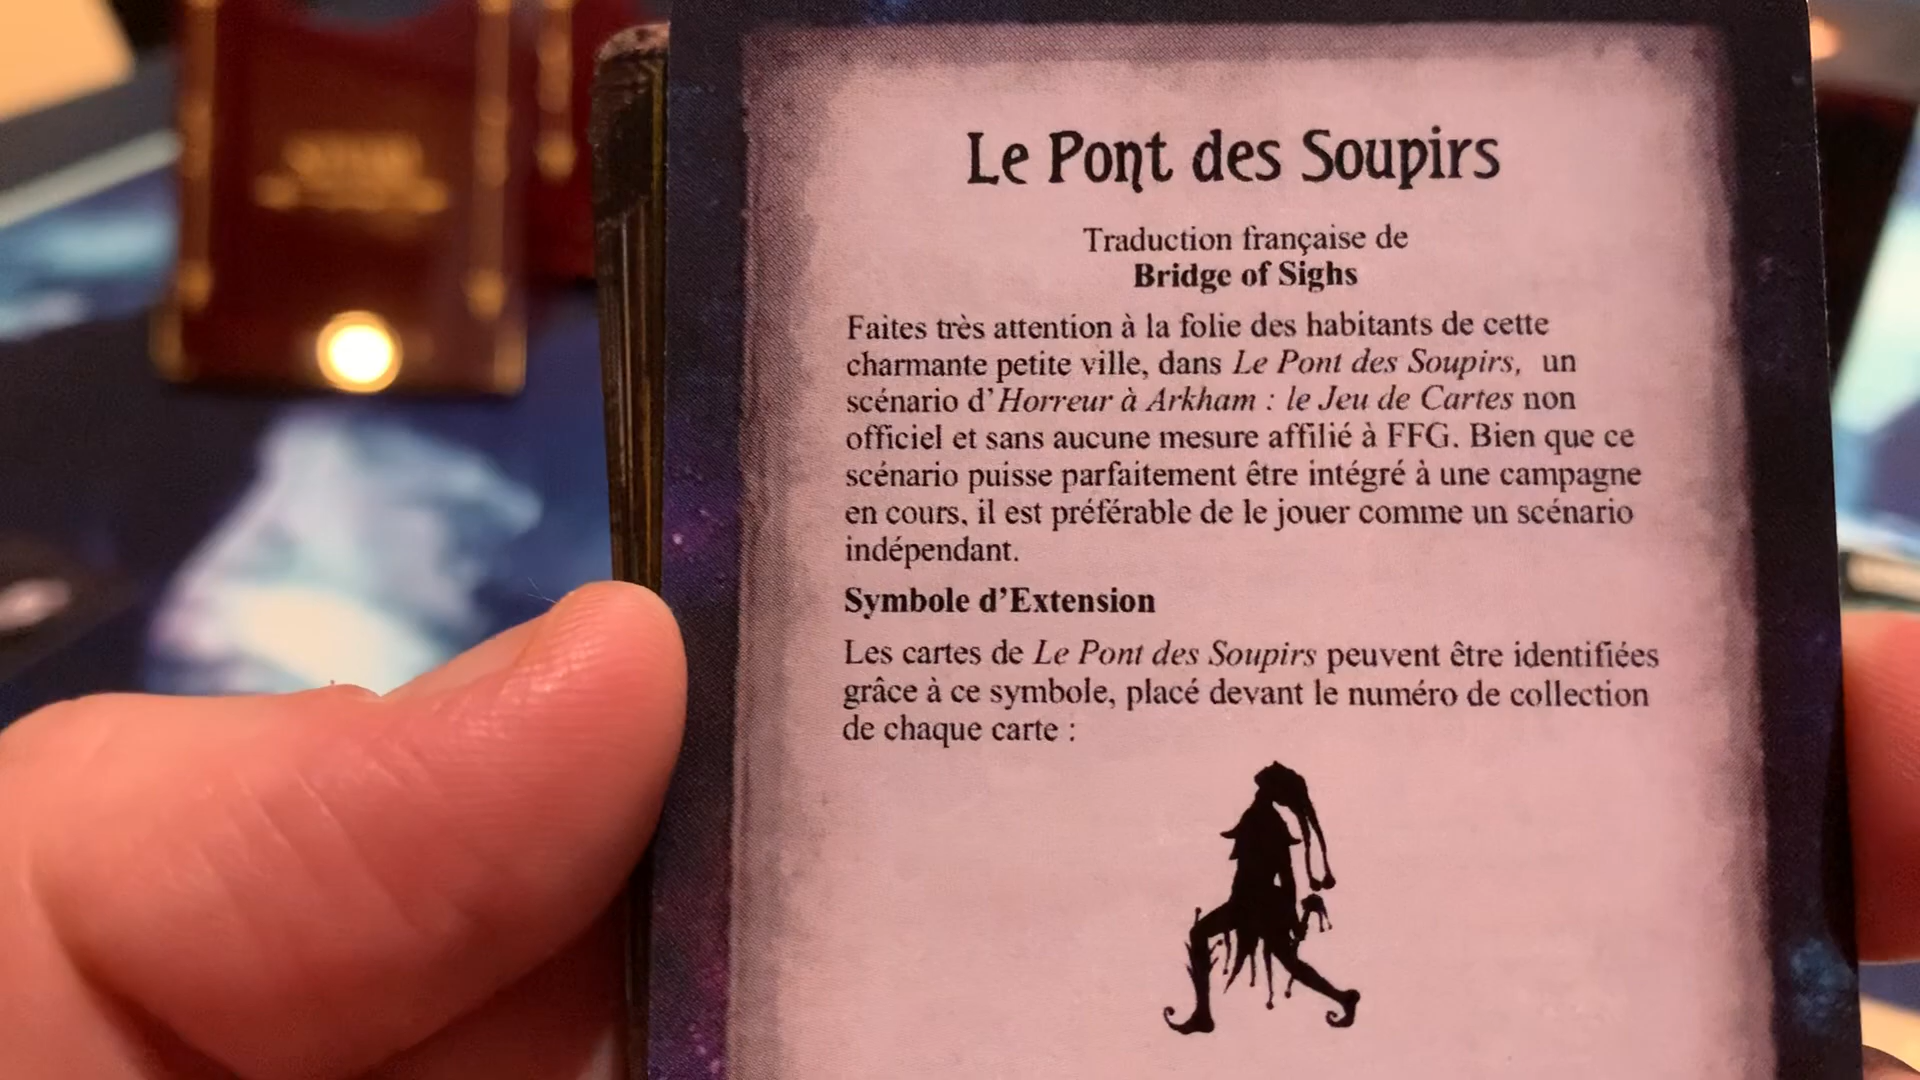 Le Pont des Soupirs
Traduction française de
Bridge of Sighs
Faites très attention à la folie des habitants de cette
charmante petite ville, dans Le Pont des Soupirs, un
scénario d'Horreur à Arkham : le Jeu de Cartes non
officiel et sans aucune mesure affilié à FFG. Bien que ce
scénario puisse parfaitement être intégré à une campagne
en cours, il est préférable de le jouer comme un scénario
indépendant.
Symbole d'Extension
Les cartes de Le Pont des Soupirs peuvent être identifiées
grâce à ce symbole, placé devant le numéro de collection
de chaque carte :